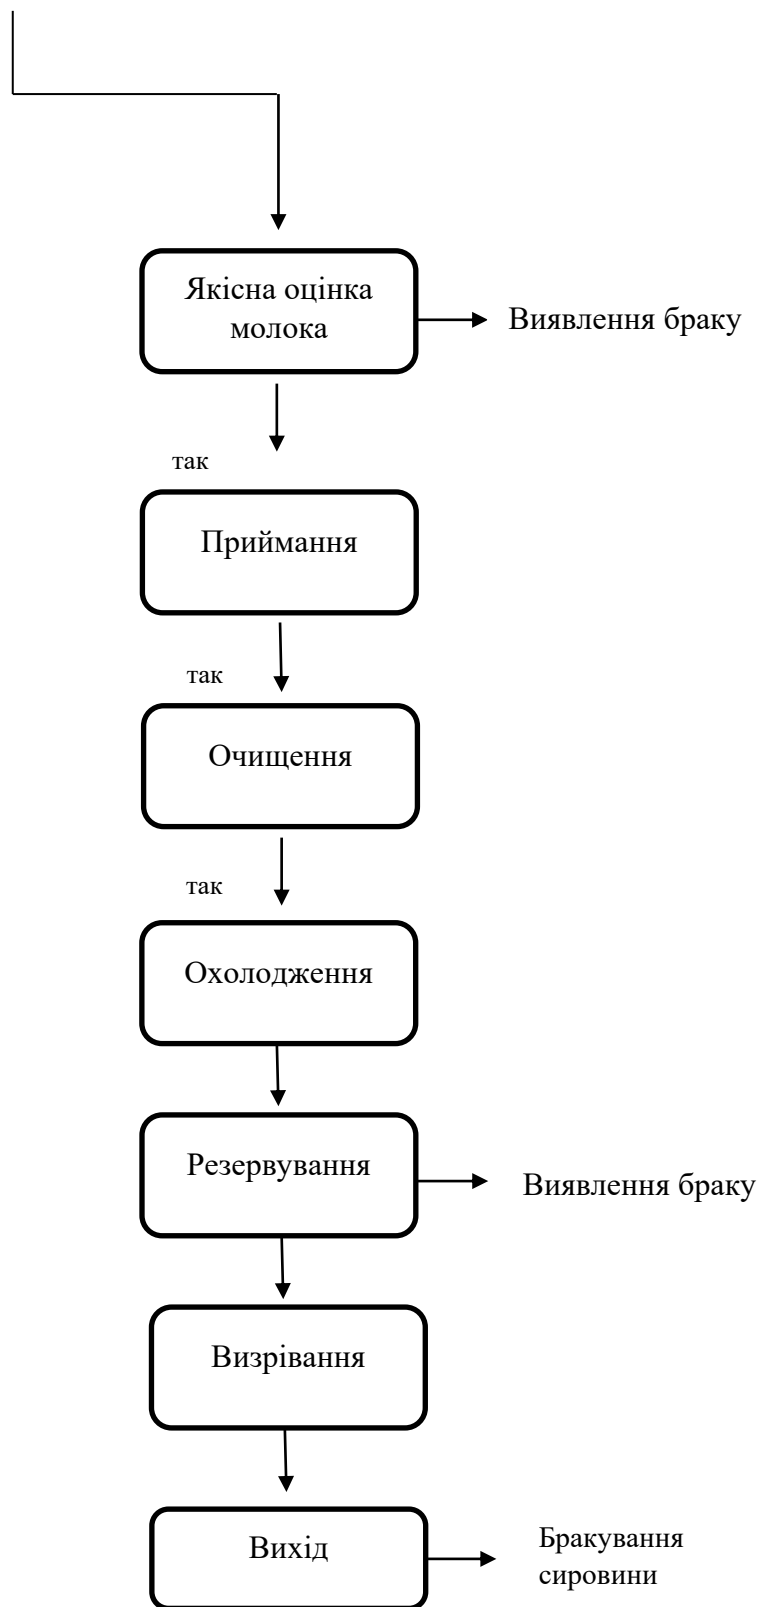 Якісна оцінка
молока
Виявлення браку
так
Приймання
так
Очищення
так
Охолодження
Резервування
Виявлення браку
Визрівання
Вихід
Бракування
сировини